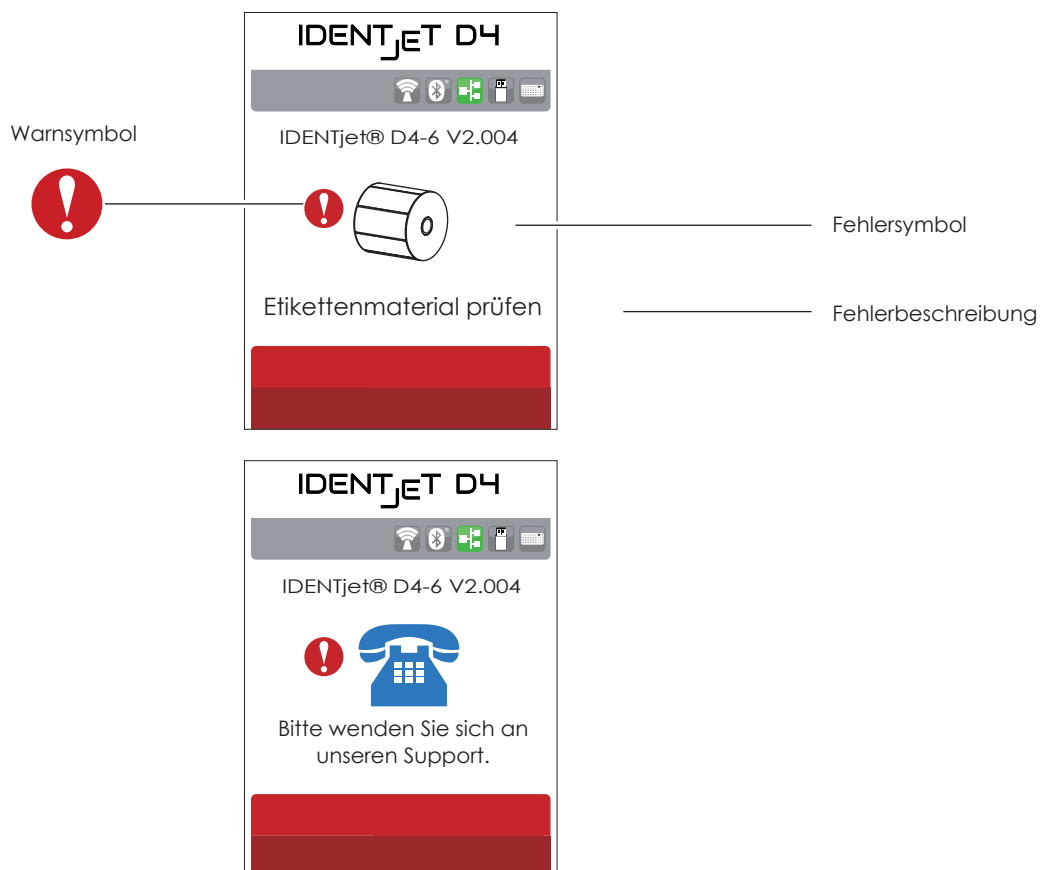 IDENTJET D4
IDENTjet® D4-6 V2.004
Warnsymbol
Fehlersymbol
Etikettenmaterial prüfen
Fehlerbeschreibung
IDENTJET D4
IDENTjet® D4-6 V2.004
Bitte wenden Sie sich an
unseren Support.